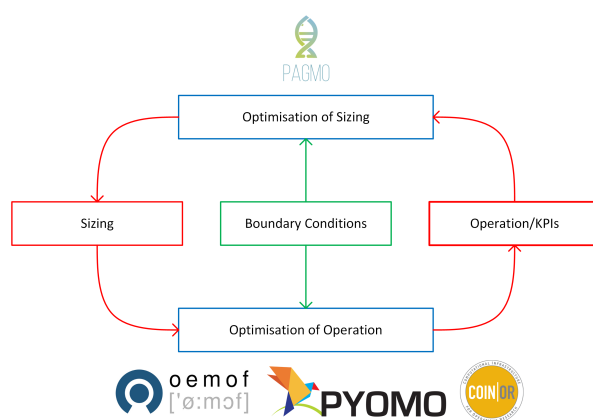 PAGMO
Optimisation of Sizing
Sizing
Boundary Conditions
Operation/KPIs
Optimisation of Operation
oemof
['ø:mɔf]
PYOMO
COIN|OR